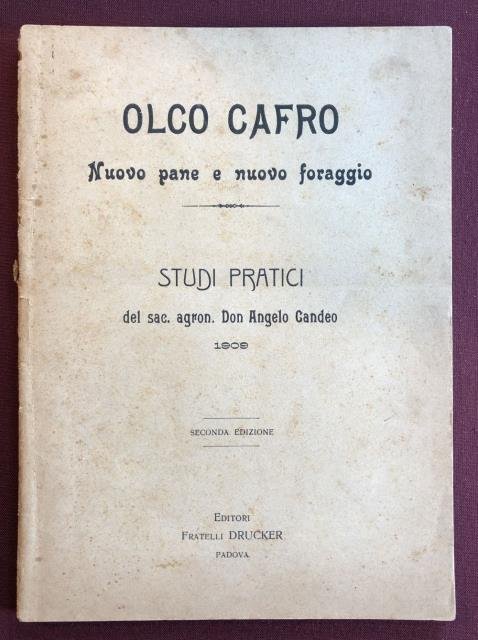 OLCO CAFRO
Nuovo pane e nuovo foraggio
STUDI PRATICI
del sac. agron. Don Angelo Candeo
1909
SECONDA EDIZIONE
EDITORI
FRATELLI DRUCKER
PADOVA